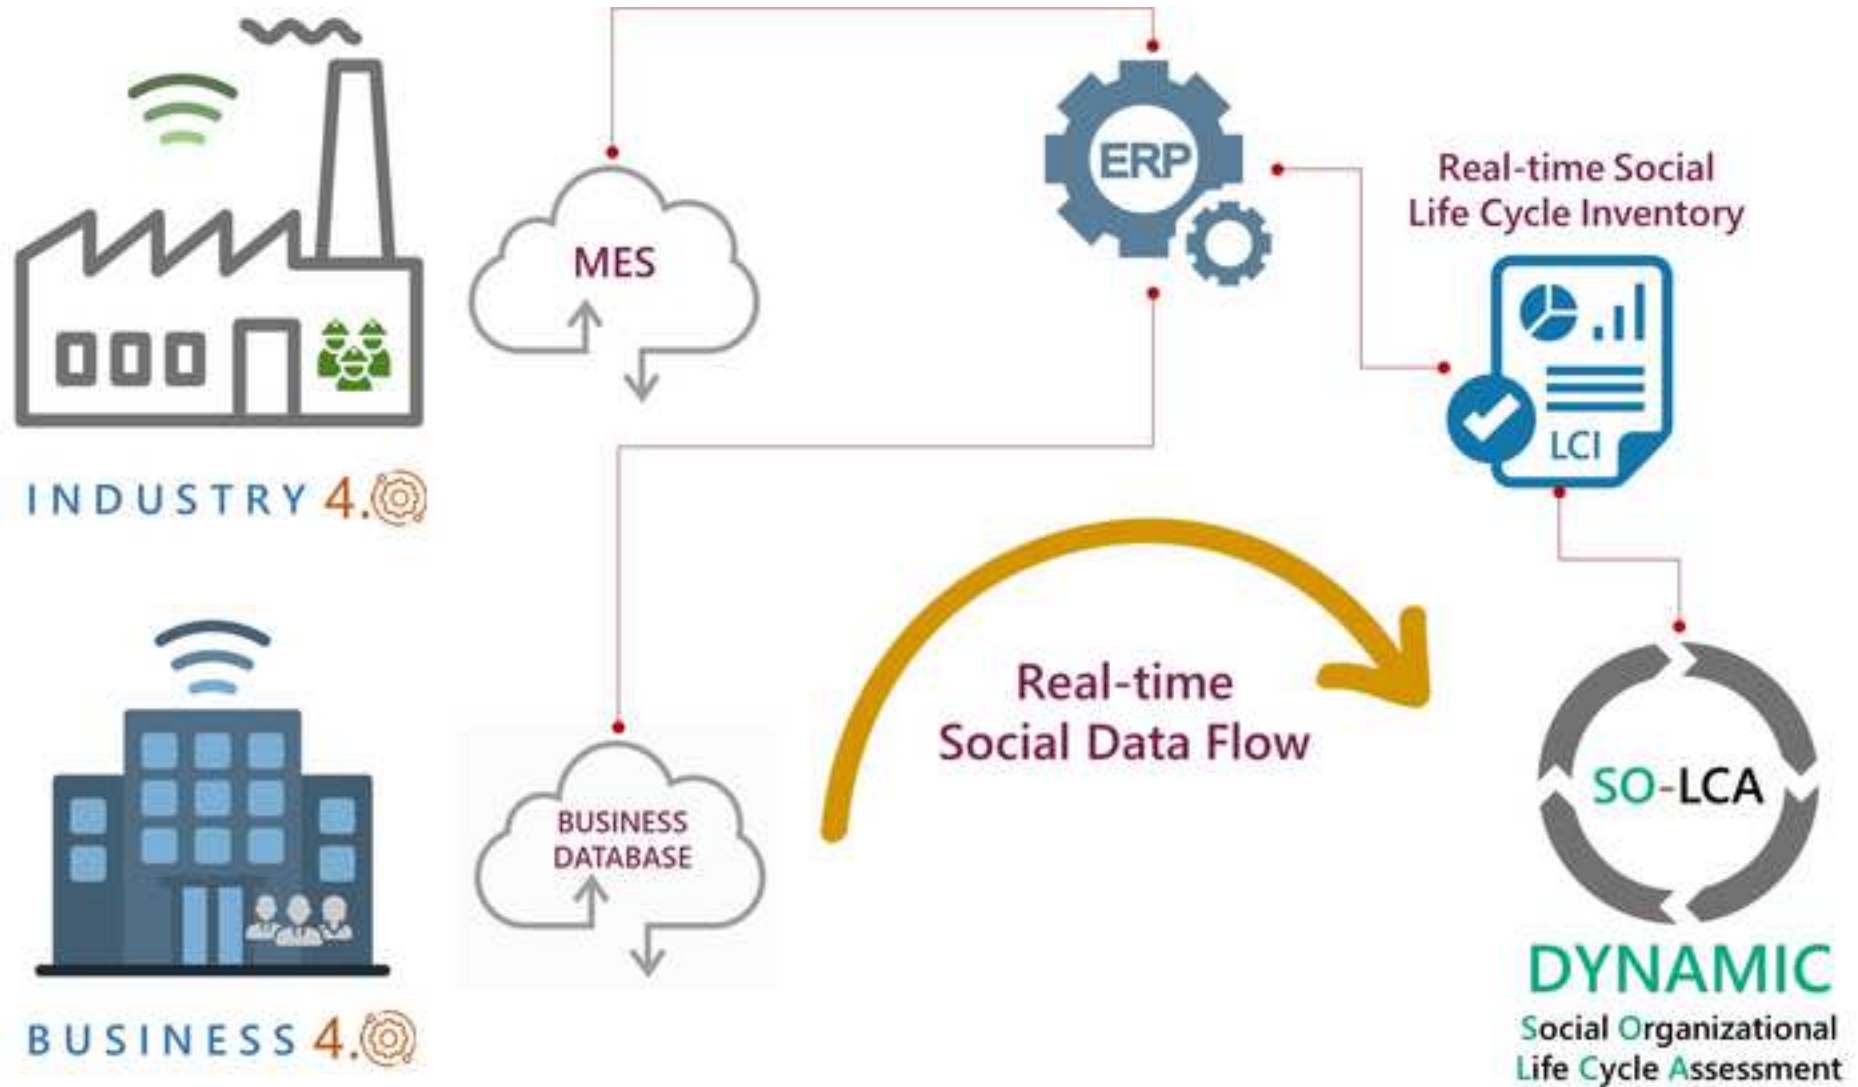 MES
ERP
Real-time Social
Life Cycle Inventory
LCI
INDUSTRY 4.0
Real-time
Social Data Flow
BUSINESS
DATABASE
SO-LCA
BUSINESS 4.0
DYNAMIC
Social Organizational
Life Cycle Assessment